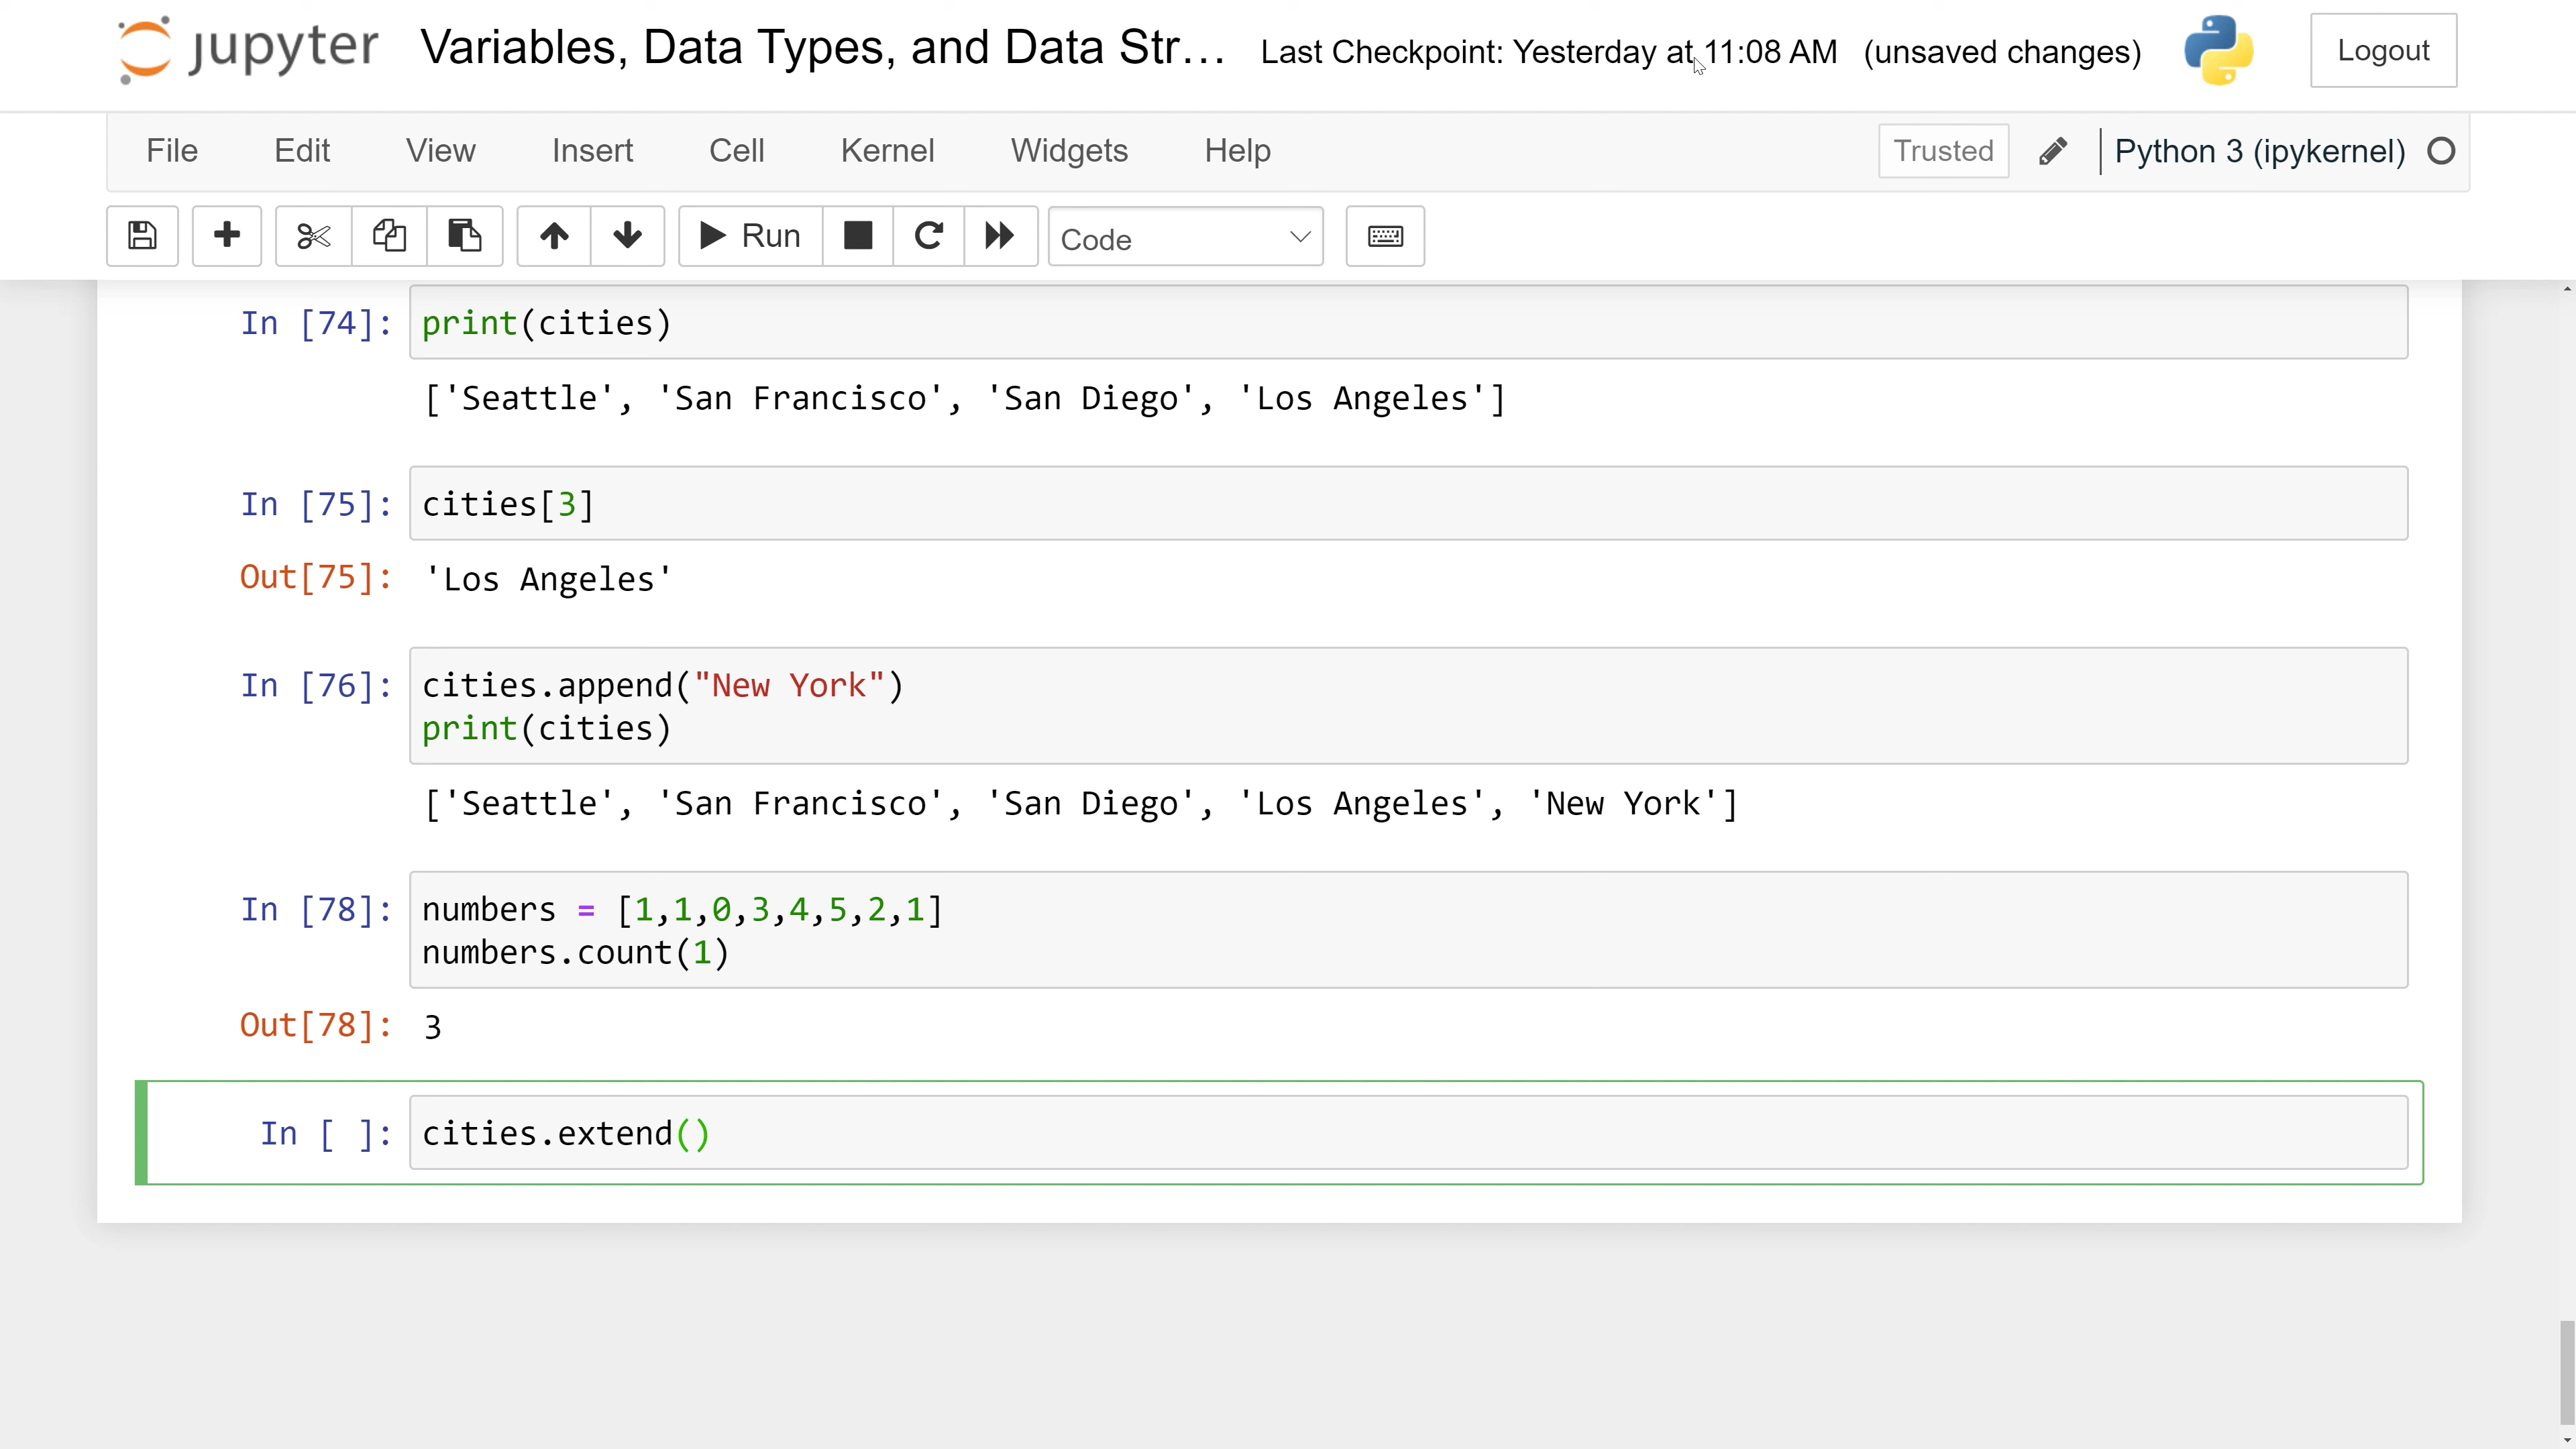 jupyter Variables, Data Types, and Data Str... Last Checkpoint: Yesterday at 11:08 AM (unsaved changes) Logout
File Edit View Insert Cell Kernel Widgets Help Trusted Python 3 (ipykernel)
Run Code
In [74]: print(cities)
['Seattle', 'San Francisco', 'San Diego', 'Los Angeles']
In [75]: cities[3]
Out[75]: 'Los Angeles'
In [76]: cities.append("New York")
print(cities)
['Seattle', 'San Francisco', 'San Diego', 'Los Angeles', 'New York']
In [78]: numbers = [1,1,0,3,4,5,2,1]
numbers.count(1)
Out[78]: 3
In [ ]: cities.extend()